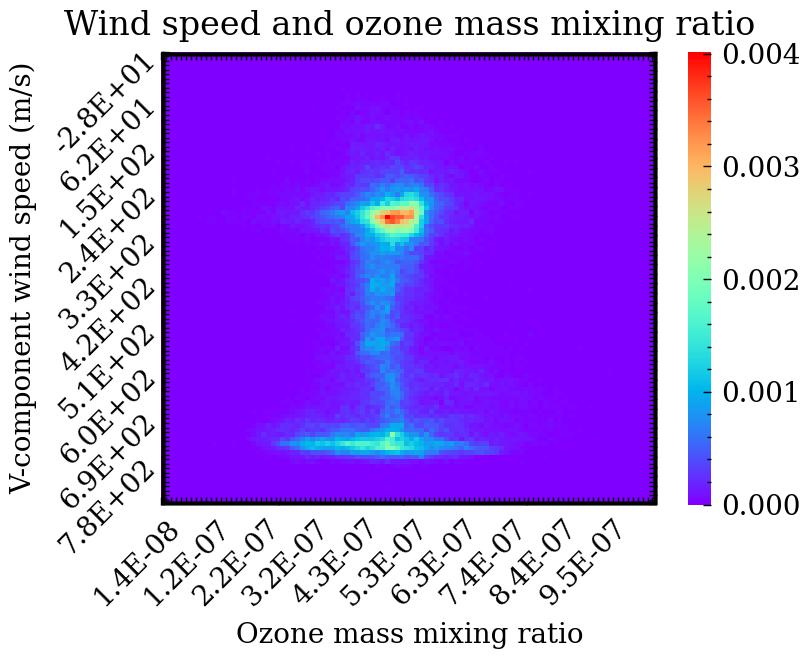 Wind speed and ozone mass mixing ratio
V-component wind speed (m/s)
-2.8E+01
6.2E+01
1.5E+02
2.4E+02
3.3E+02
4.2E+02
5.1E+02
6.0E+02
6.9E+02
7.8E+02
1.4E-08
1.2E-07
2.2E-07
3.2E-07
4.3E-07
5.3E-07
6.3E-07
7.4E-07
8.4E-07
9.5E-07
Ozone mass mixing ratio
0.004
0.003
0.002
0.001
0.000